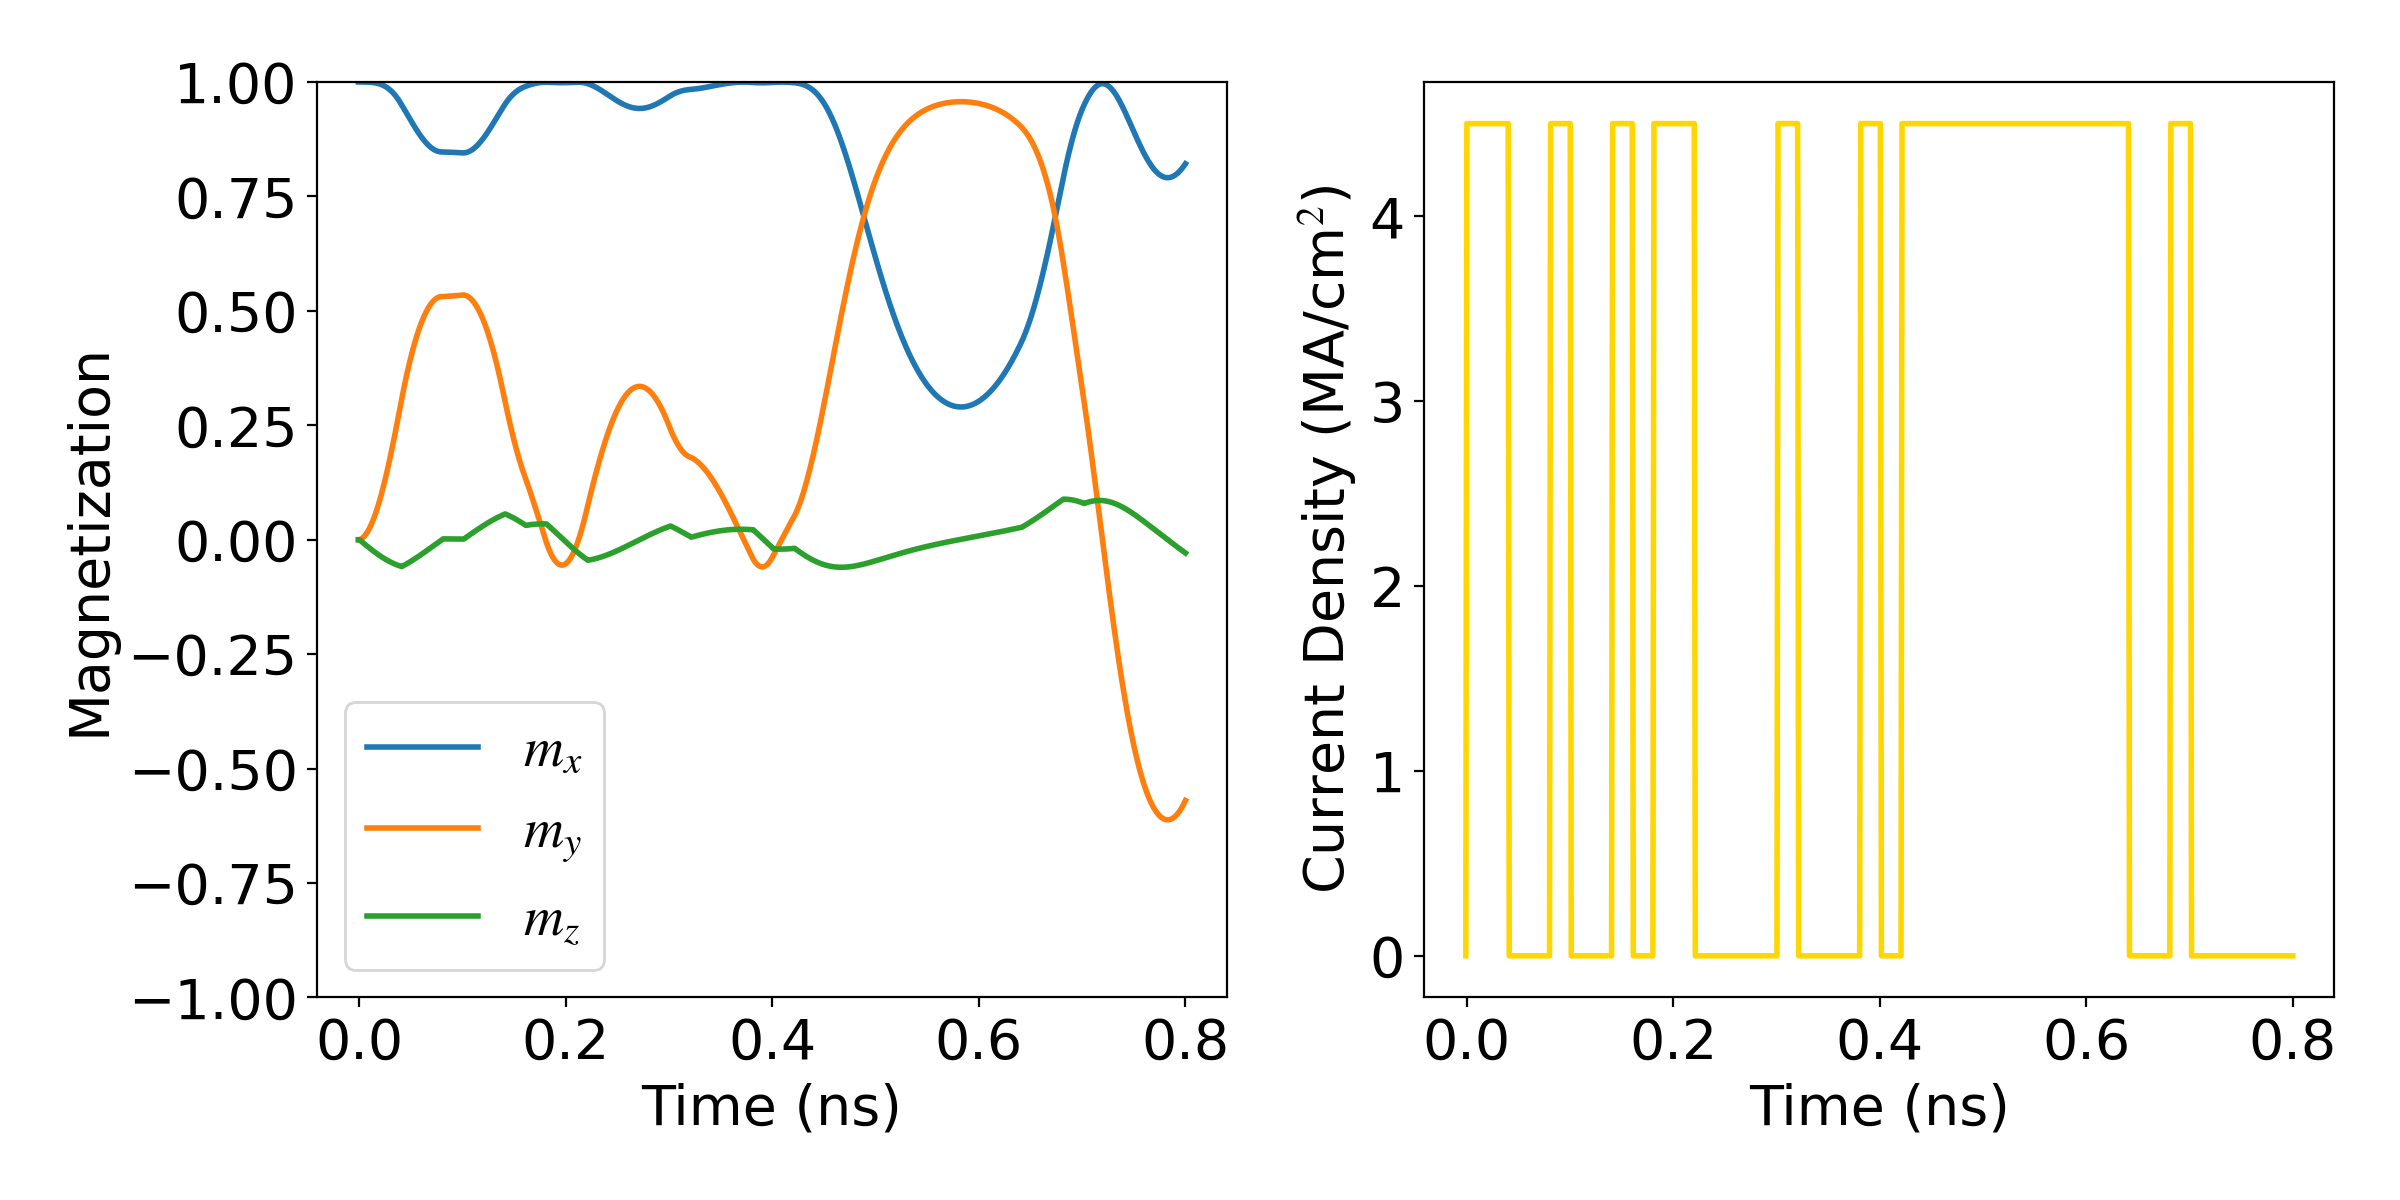 Magnetization
1.00
0.75
0.50
0.25
0.00
−0.25
−0.50
−0.75
−1.00
0.0 0.2 0.4 0.6 0.8
Time (ns)
m_x
m_y
m_z
Current Density (MA/cm²)
4
3
2
1
0
0.0 0.2 0.4 0.6 0.8
Time (ns)